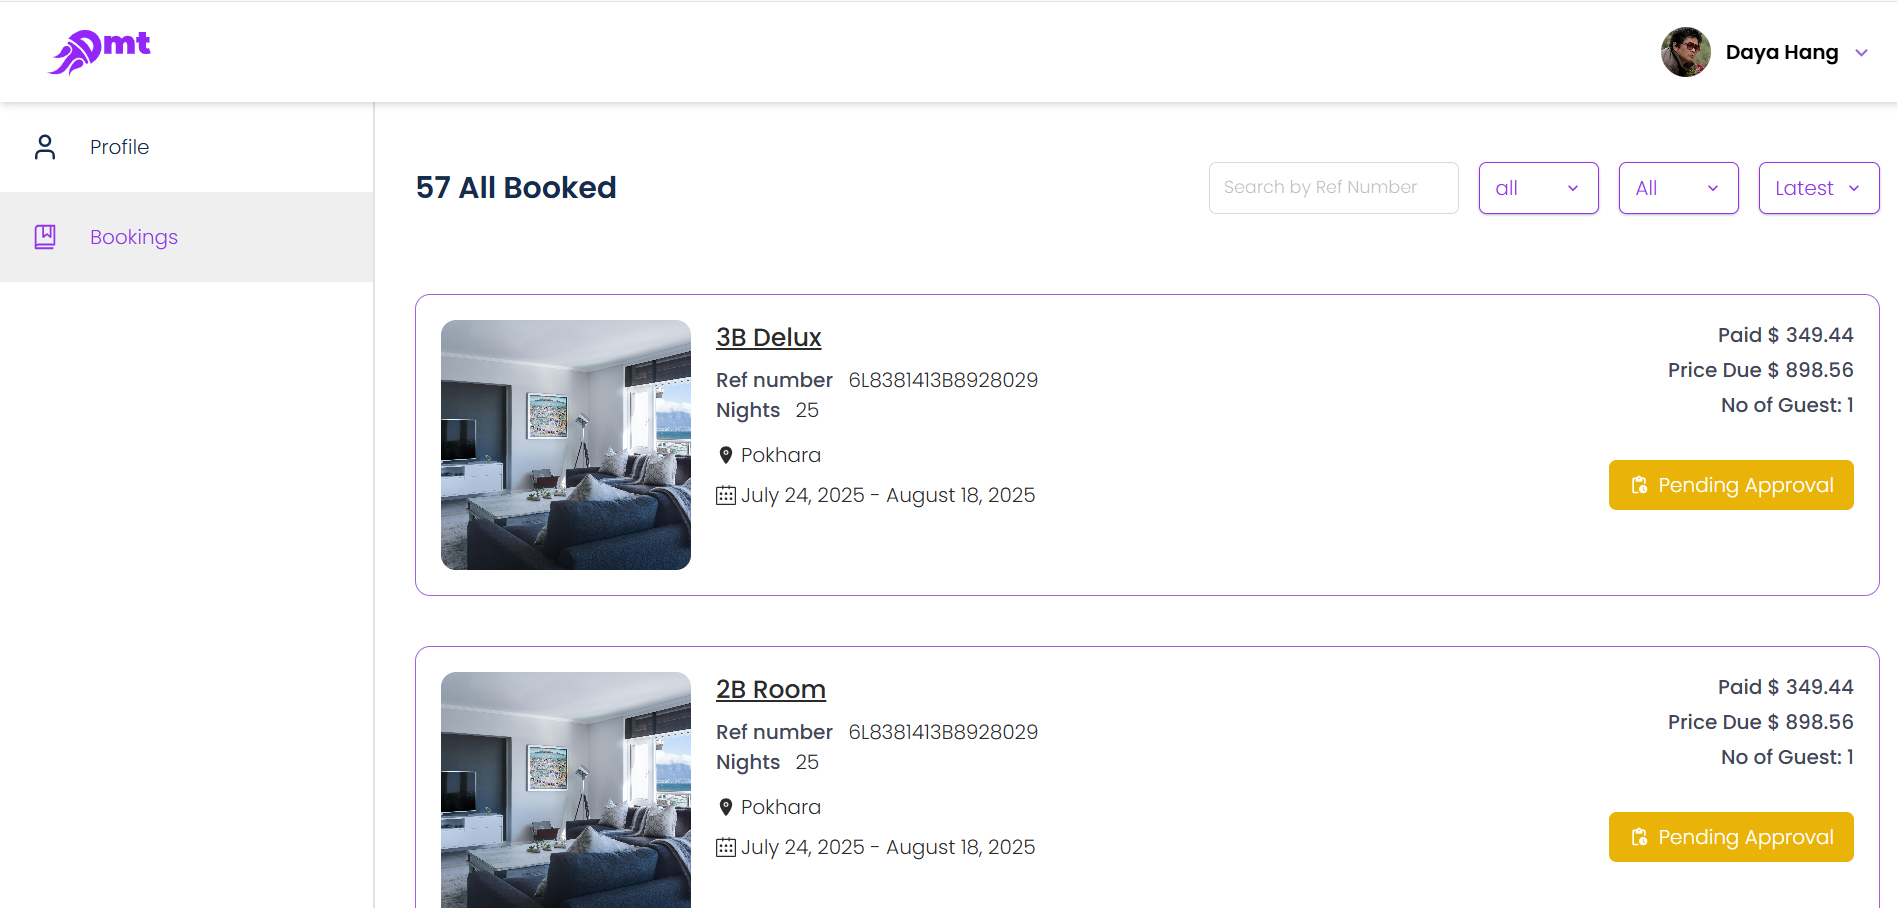 Dmt
Daya Hang
Profile
Bookings
57 All Booked
Search by Ref Number
all
All
Latest
3B Delux
Ref number 6L8381413B8928029
Nights 25
Pokhara
July 24, 2025 - August 18, 2025
Paid $ 349.44
Price Due $ 898.56
No of Guest: 1
Pending Approval
2B Room
Ref number 6L8381413B8928029
Nights 25
Pokhara
July 24, 2025 - August 18, 2025
Paid $ 349.44
Price Due $ 898.56
No of Guest: 1
Pending Approval